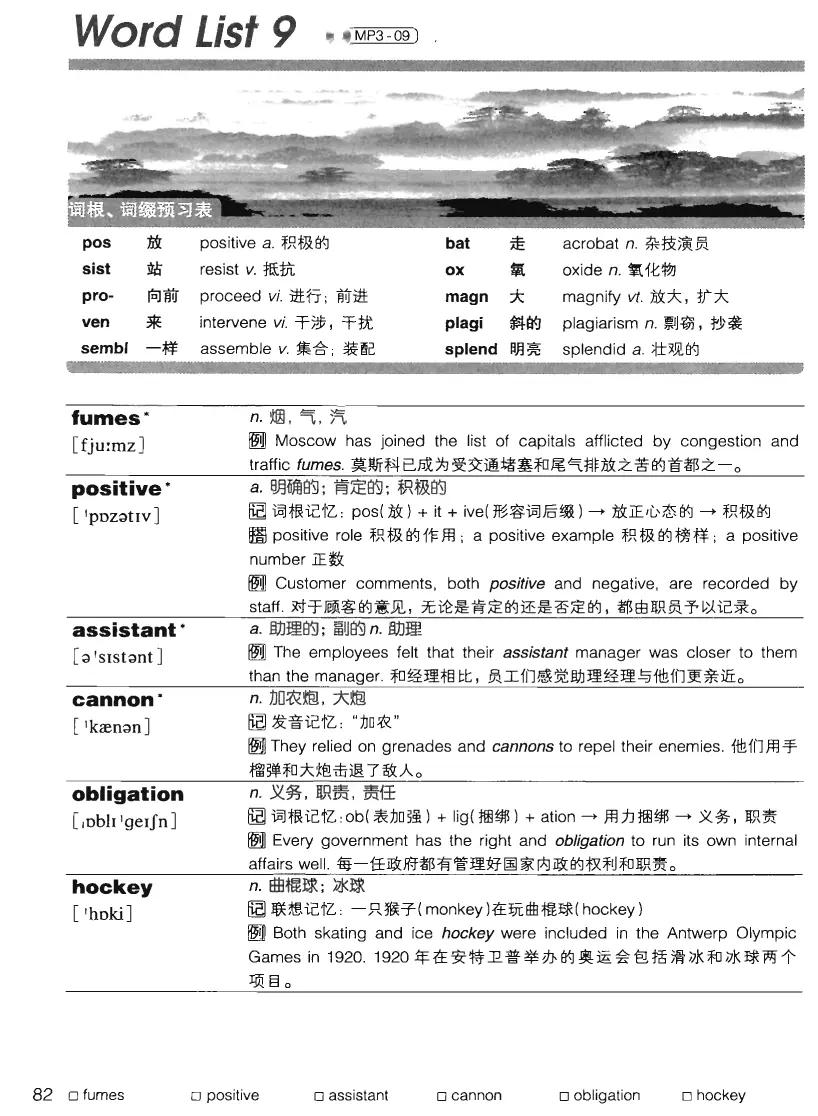 Word List 9 MP3-09
词根、词缀预习表
pos 放 positive a. 积极的 bat 走 acrobat n. 杂技演员
sist 站 resist v. 抵抗 ox 氧 oxide n. 氧化物
pro- 向前 proceed vi. 进行；前进 magn 大 magnify vt. 放大，扩大
ven 来 intervene vi. 干涉，干扰 plagi 斜的 plagiarism n. 剽窃，抄袭
sembl 一样 assemble v. 集合；装配 splend 明亮 splendid a. 壮观的
fumes* n. 烟，气，汽
[fjuːmz] 例 Moscow has joined the list of capitals afflicted by congestion and
traffic fumes. 莫斯科已成为受交通堵塞和尾气排放之苦的首都之一。
positive* a. 明确的；肯定的；积极的
[ˈpɒzətɪv] 记 词根记忆：pos(放) + it + ive(形容词后缀) → 放正心态的 → 积极的
搭 positive role 积极的作用；a positive example 积极的榜样；a positive
number 正数
例 Customer comments, both positive and negative, are recorded by
staff. 对于顾客的意见，无论是肯定的还是否定的，都由职员予以记录。
assistant* a. 助理的；副的 n. 助理
[əˈsɪstənt] 例 The employees felt that their assistant manager was closer to them
than the manager. 和经理相比，员工们感觉助理经理与他们更亲近。
cannon* n. 加农炮，大炮
[ˈkænən] 记 发音记忆：“加农”
例 They relied on grenades and cannons to repel their enemies. 他们用手
榴弹和大炮击退了敌人。
obligation n. 义务，职责，责任
[ˌɒblɪˈɡeɪʃn] 记 词根记忆：ob(表加强) + lig(捆绑) + ation → 用力捆绑 → 义务，职责
例 Every government has the right and obligation to run its own internal
affairs well. 每一任政府都有管理好国家内政的权利和职责。
hockey n. 曲棍球；冰球
[ˈhɒki] 记 联想记忆：一只猴子(monkey)在玩曲棍球(hockey)
例 Both skating and ice hockey were included in the Antwerp Olympic
Games in 1920. 1920年在安特卫普举办的奥运会包括滑冰和冰球两个
项目。
82 □ fumes □ positive □ assistant □ cannon □ obligation □ hockey